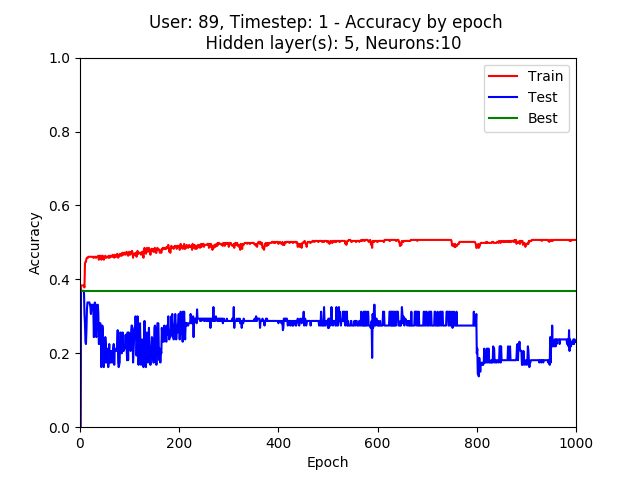 User: 89, Timestep: 1 - Accuracy by epoch
Hidden layer(s): 5, Neurons:10
Train
Test
Best
1.0
0.8
0.6
0.4
0.2
0.0
Accuracy
0 200 400 600 800 1000
Epoch